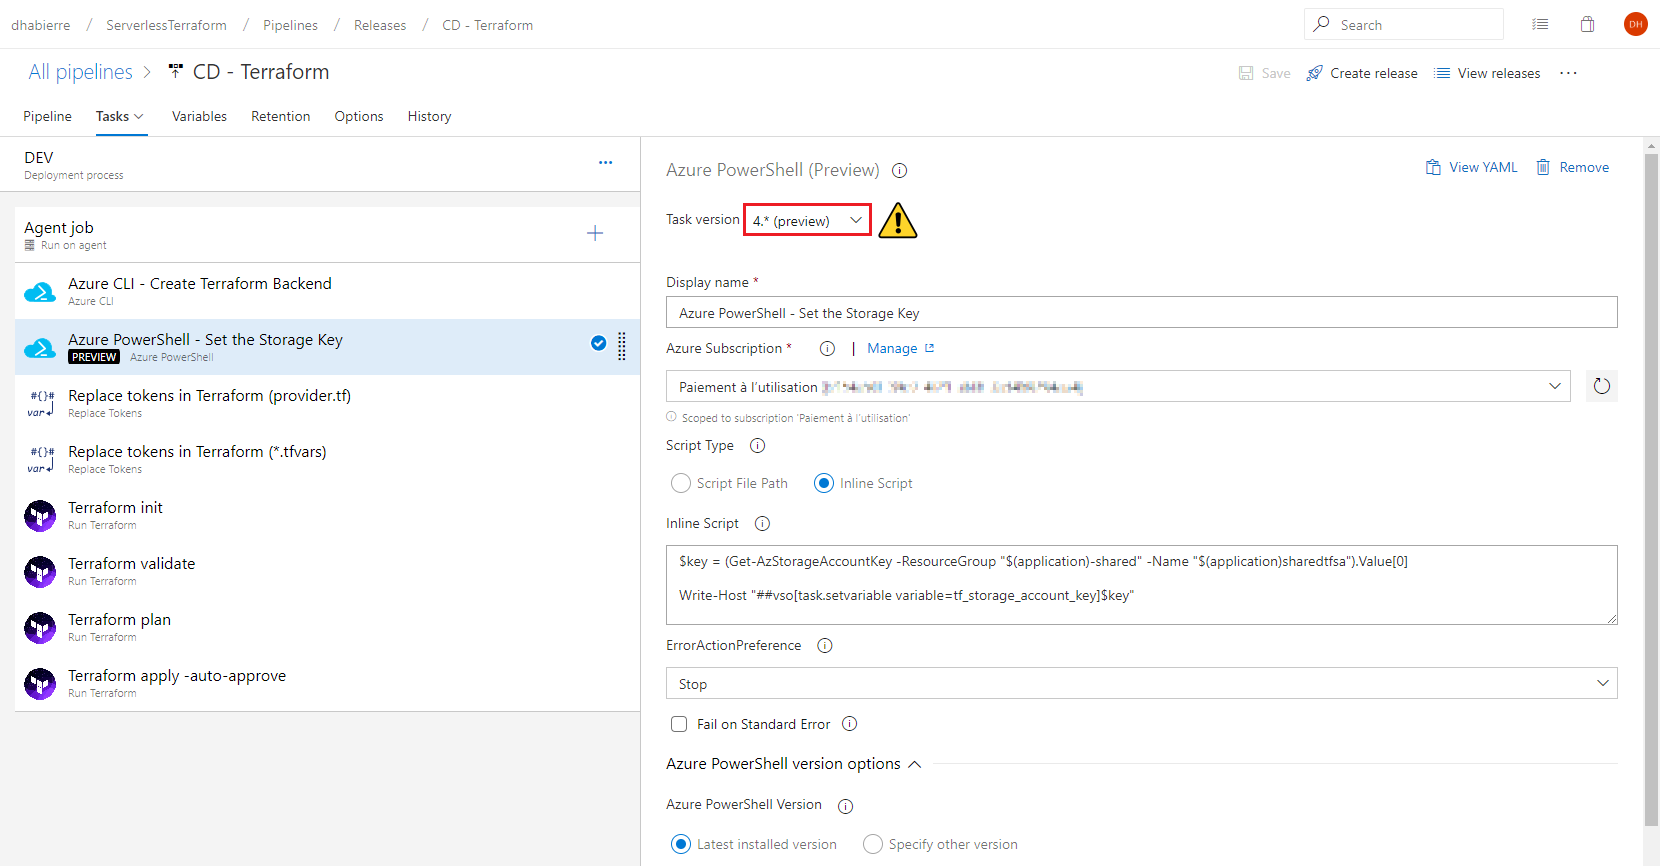 dhabierre / ServerlessTerraform / Pipelines / Releases / CD - Terraform
Search
DH
All pipelines > CD - Terraform
Save
Create release
View releases
...
Pipeline
Tasks
Variables
Retention
Options
History
DEV
Deployment process
...
Agent job
Run on agent
Azure CLI - Create Terraform Backend
Azure CLI
Azure PowerShell - Set the Storage Key
PREVIEW Azure PowerShell
#{}#
var
Replace tokens in Terraform (provider.tf)
Replace Tokens
#{}#
var
Replace tokens in Terraform (*.tfvars)
Replace Tokens
Terraform init
Run Terraform
Terraform validate
Run Terraform
Terraform plan
Run Terraform
Terraform apply -auto-approve
Run Terraform
Azure PowerShell (Preview)
View YAML
Remove
Task version 4.* (preview)
Display name *
Azure PowerShell - Set the Storage Key
Azure Subscription * | Manage
Paiement à l'utilisation
Scoped to subscription 'Paiement à l'utilisation'
Script Type
Script File Path
Inline Script
Inline Script
$key = (Get-AzStorageAccountKey -ResourceGroup "$(application)-shared" -Name "$(application)sharedtfsa").Value[0]
Write-Host "##vso[task.setvariable variable=tf_storage_account_key]$key"
ErrorActionPreference
Stop
Fail on Standard Error
Azure PowerShell version options
Azure PowerShell Version
Latest installed version
Specify other version